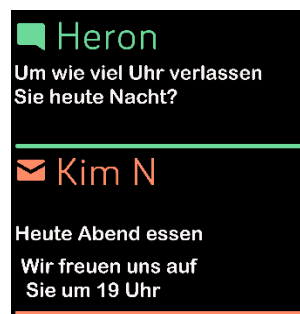 Heron
Um wie viel Uhr verlassen
Sie heute Nacht?
Kim N
Heute Abend essen
Wir freuen uns auf
Sie um 19 Uhr